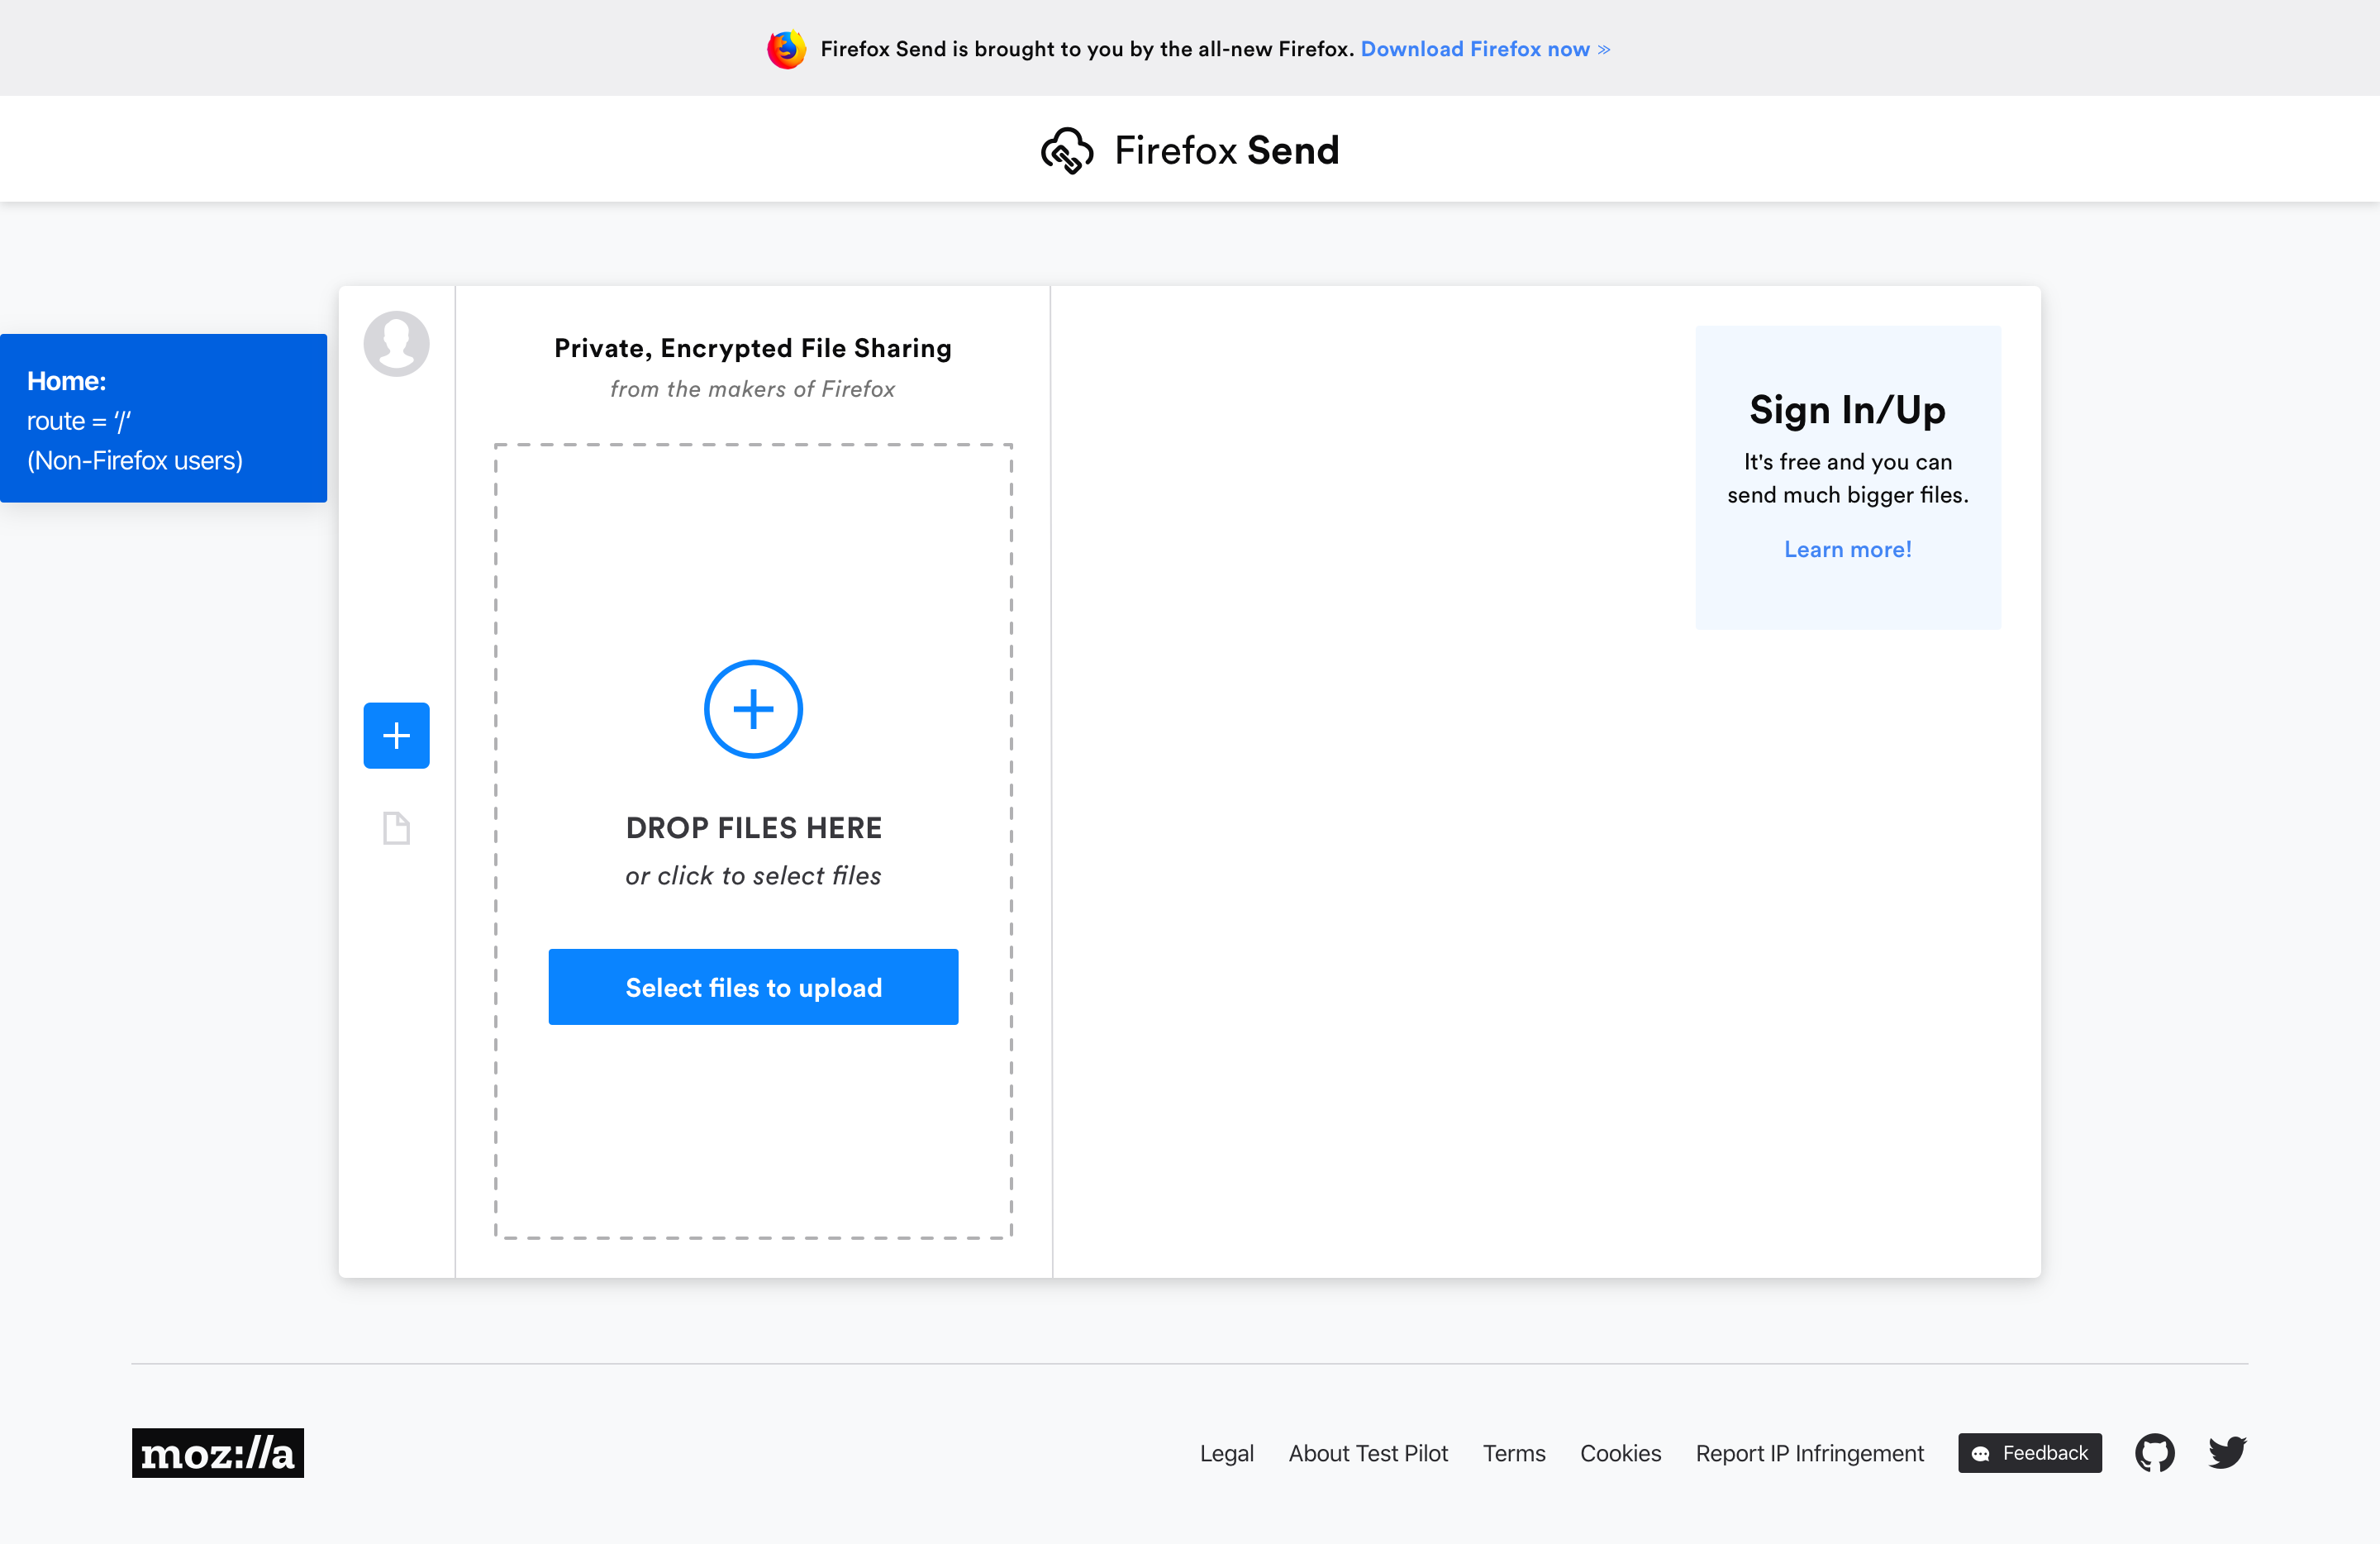 Firefox Send is brought to you by the all-new Firefox. Download Firefox now »
Firefox Send
Home:
route = ‘/‘
(Non-Firefox users)
Private, Encrypted File Sharing
from the makers of Firefox
DROP FILES HERE
or click to select files
Select files to upload
Sign In/Up
It's free and you can
send much bigger files.
Learn more!
moz://a
Legal About Test Pilot Terms Cookies Report IP Infringement Feedback